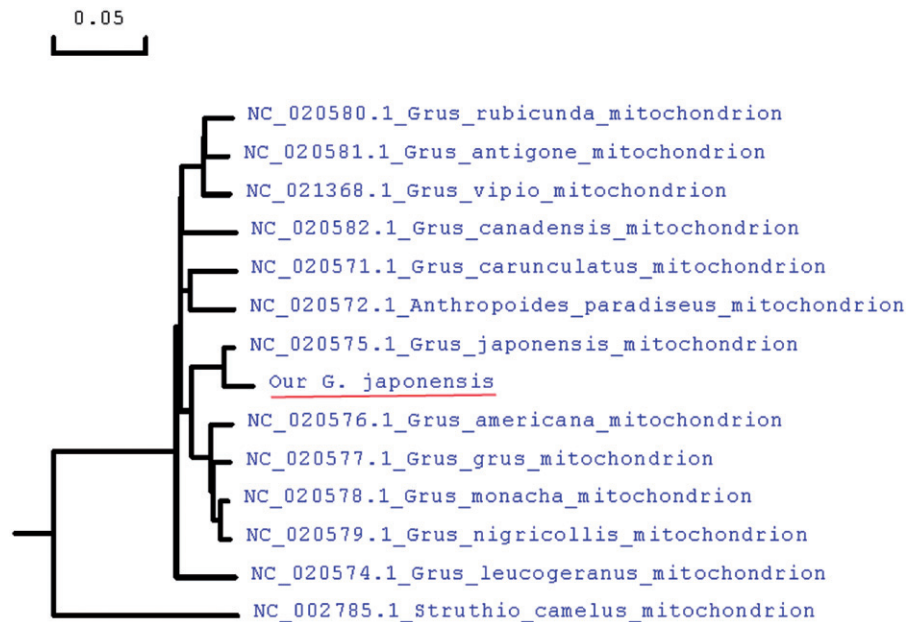 0.05
NC_020580.1_Grus_rubicunda_mitochondrion
NC_020581.1_Grus_antigone_mitochondrion
NC_021368.1_Grus_vipio_mitochondrion
NC_020582.1_Grus_canadensis_mitochondrion
NC_020571.1_Grus_carunculatus_mitochondrion
NC_020572.1_Anthropoides_paradiseus_mitochondrion
NC_020575.1_Grus_japonensis_mitochondrion
Our G. japonensis
NC_020576.1_Grus_americana_mitochondrion
NC_020577.1_Grus_grus_mitochondrion
NC_020578.1_Grus_monacha_mitochondrion
NC_020579.1_Grus_nigricollis_mitochondrion
NC_020574.1_Grus_leucogeranus_mitochondrion
NC_002785.1_Struthio_camelus_mitochondrion